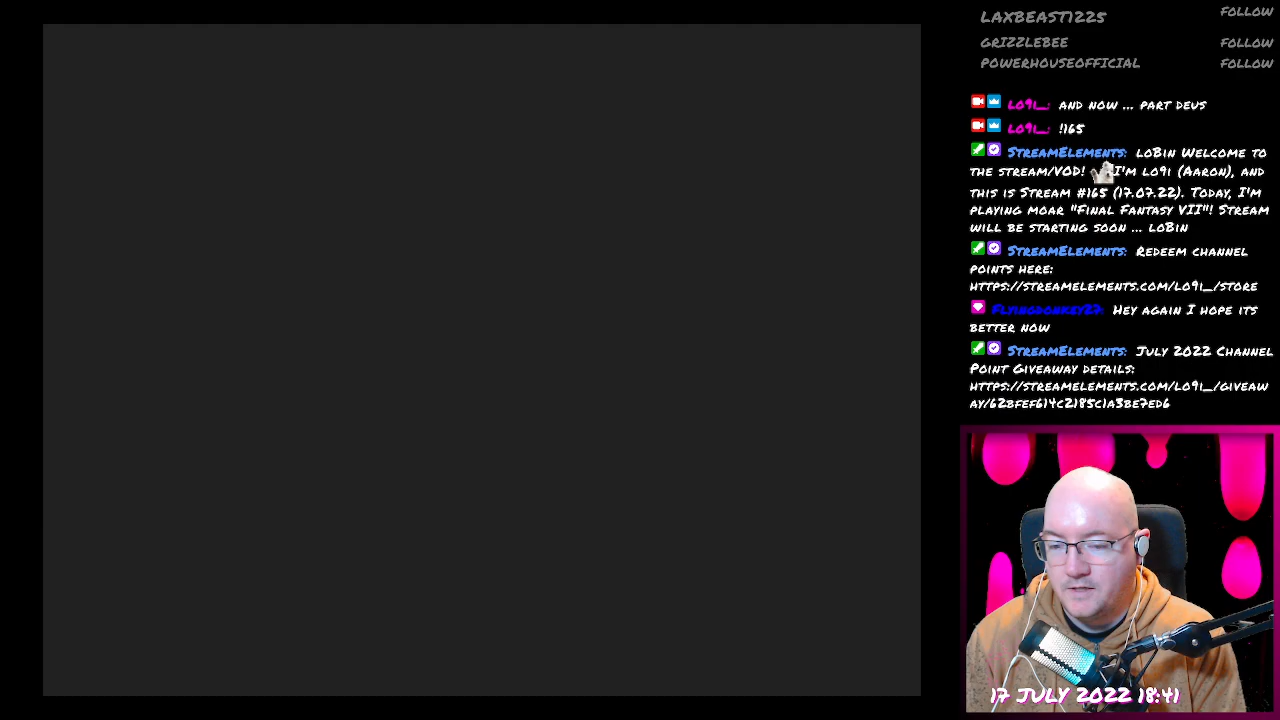 LAXBEAST1225 FOLLOW
GRIZZLEBEE FOLLOW
POWERHOUSEOFFICIAL FOLLOW
LO9I_: AND NOW ... PART DEUS
LO9I_: !165
STREAMELEMENTS: LOBIN WELCOME TO
THE STREAM/VOD! I'M LO9I (AARON), AND
THIS IS STREAM #165 (17.07.22). TODAY, I'M
PLAYING MOAR "FINAL FANTASY VII"! STREAM
WILL BE STARTING SOON ... LOBIN
STREAMELEMENTS: REDEEM CHANNEL
POINTS HERE:
HTTPS://STREAMELEMENTS.COM/LO9I_/STORE
FLYINGDONKEY27: HEY AGAIN I HOPE ITS
BETTER NOW
STREAMELEMENTS: JULY 2022 CHANNEL
POINT GIVEAWAY DETAILS:
HTTPS://STREAMELEMENTS.COM/LO9I_/GIVEAW
AY/62BFEF614C2185C1A3BE7ED6
17 JULY 2022 18:41